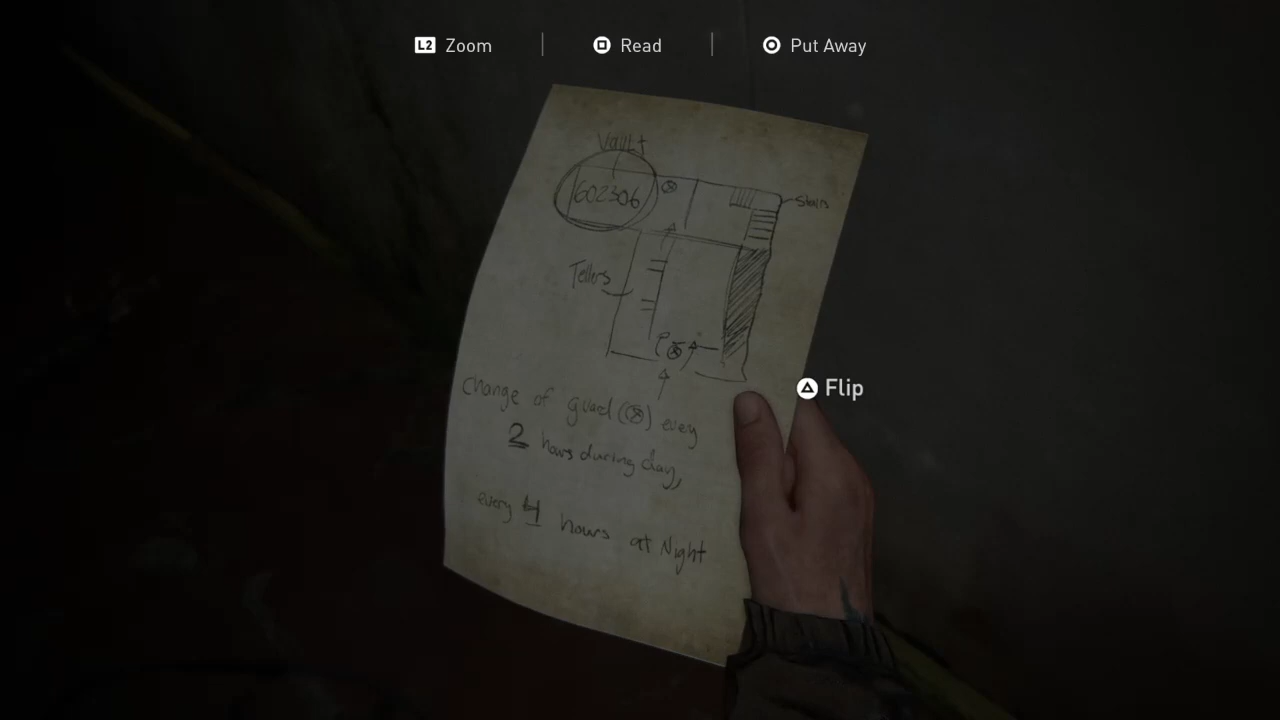 L2 Zoom | Read | Put Away
Vault
602306
Stairs
Tellers
Flip
Change of guard (⊗) every
2 hours during day,
every 4 hours at Night